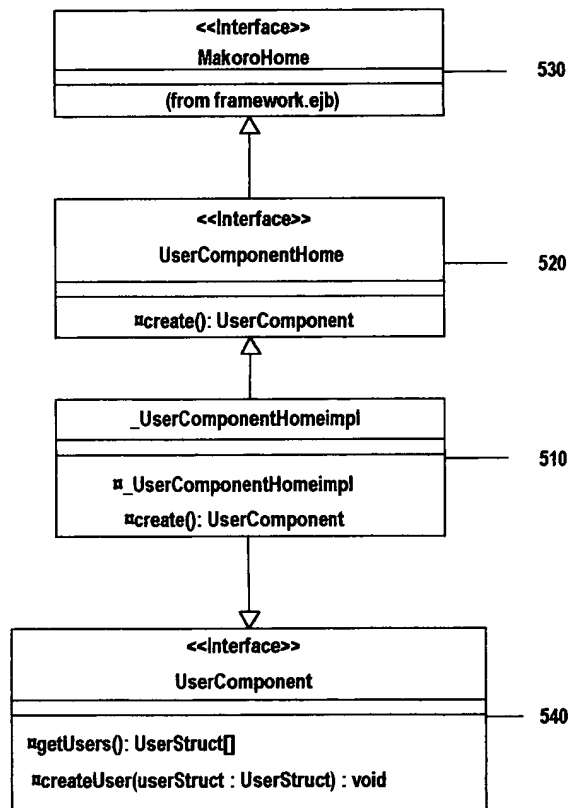 <<Interface>>
MakoroHome
(from framework.ejb)
530
<<Interface>>
UserComponentHome
520
¤create(): UserComponent
_UserComponentHomeimpl
510
¤_UserComponentHomeimpl
¤create(): UserComponent
<<Interface>>
UserComponent
540
¤getUsers(): UserStruct[]
¤createUser(userStruct : UserStruct) : void